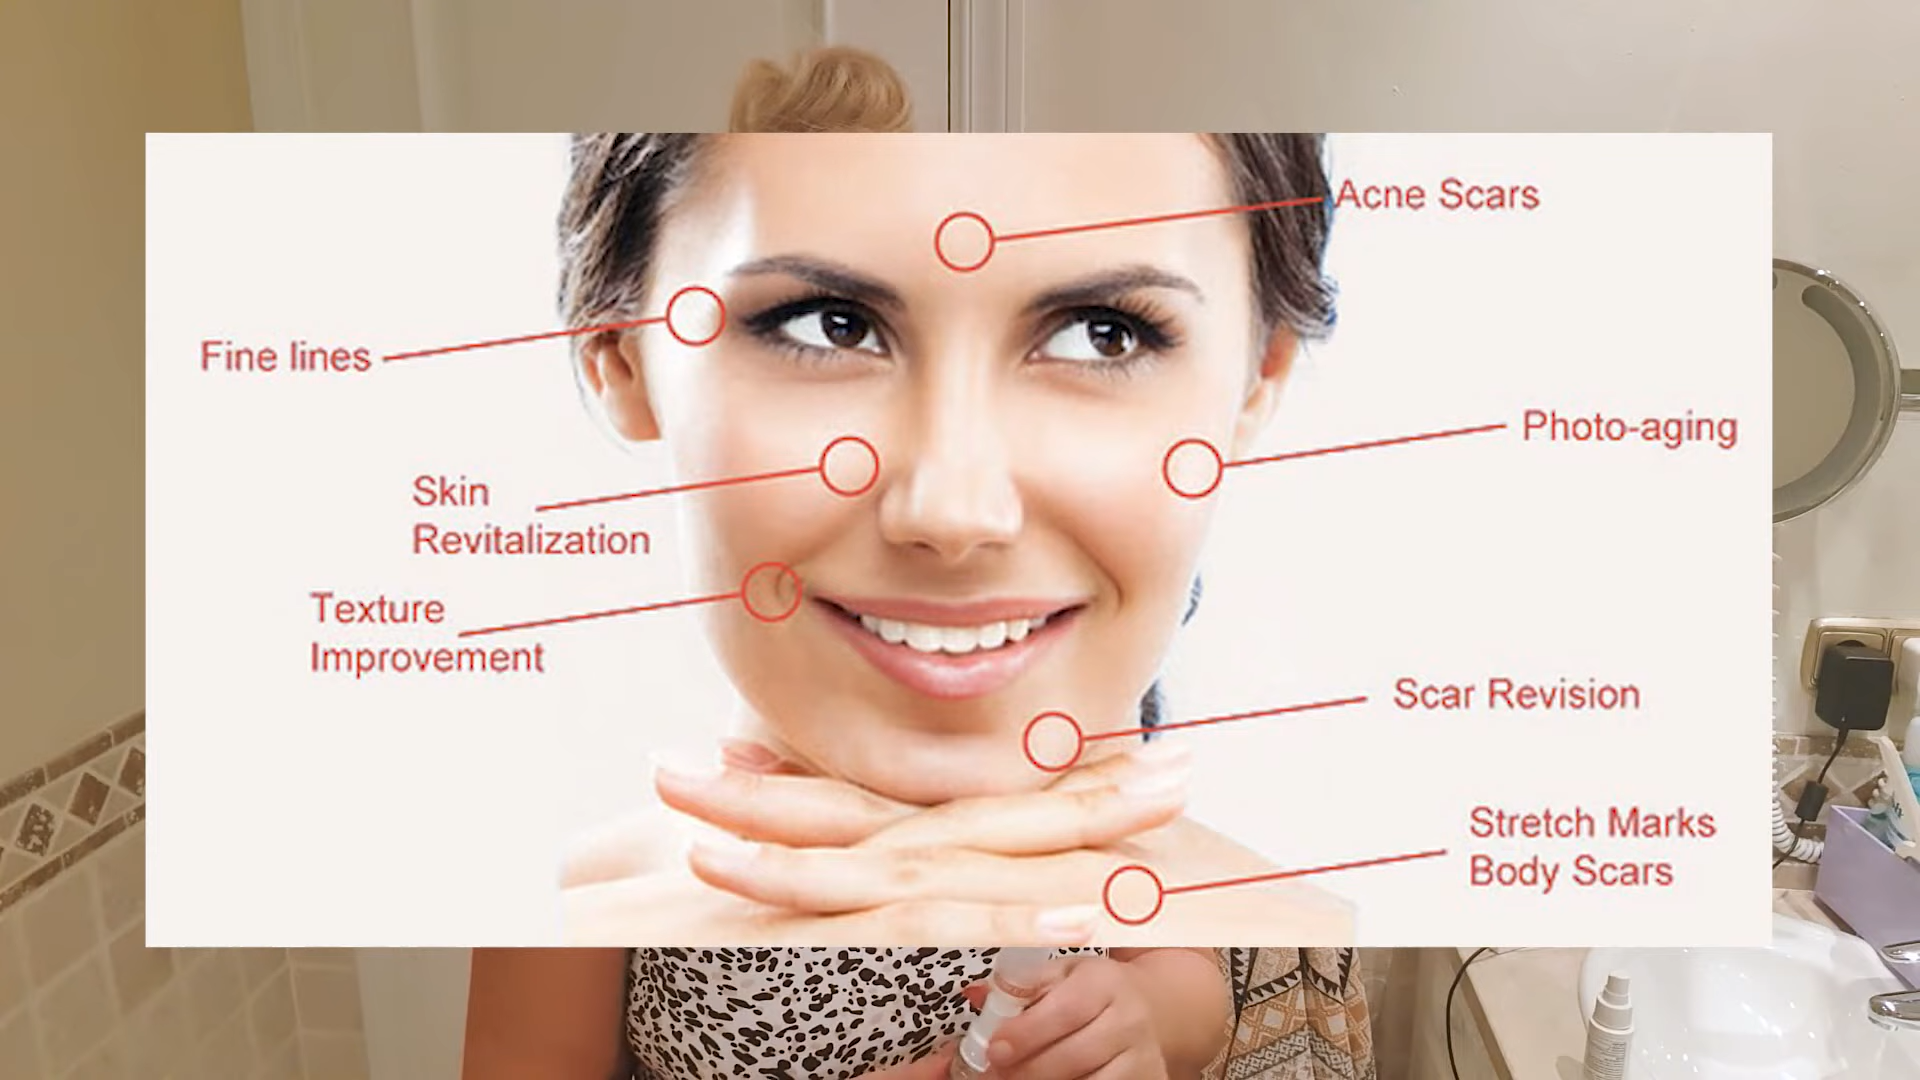 Acne Scars
Fine lines
Photo-aging
Skin
Revitalization
Texture
Improvement
Scar Revision
Stretch Marks
Body Scars